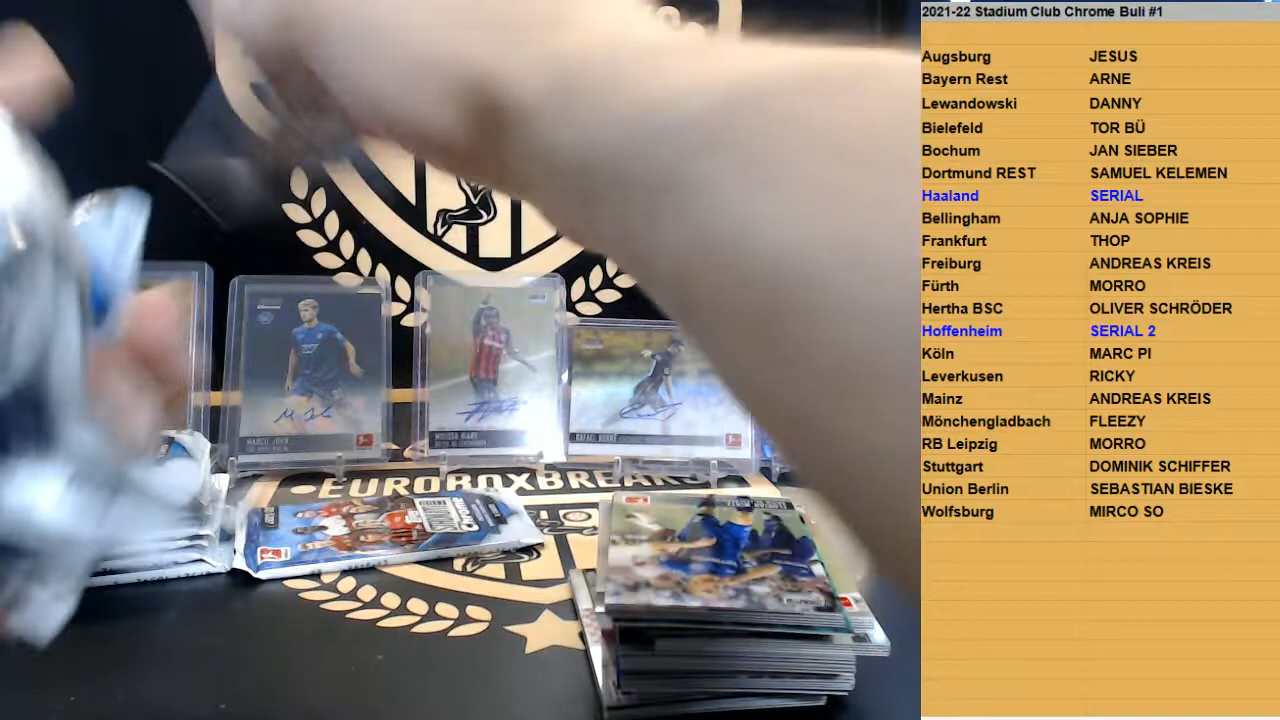 2021-22 Stadium Club Chrome Buli #1
Augsburg JESUS
Bayern Rest ARNE
Lewandowski DANNY
Bielefeld TOR BÜ
Bochum JAN SIEBER
Dortmund REST SAMUEL KELEMEN
Haaland SERIAL
Bellingham ANJA SOPHIE
Frankfurt THOP
Freiburg ANDREAS KREIS
Fürth MORRO
Hertha BSC OLIVER SCHRÖDER
Hoffenheim SERIAL 2
Köln MARC PI
Leverkusen RICKY
Mainz ANDREAS KREIS
Mönchengladbach FLEEZY
RB Leipzig MORRO
Stuttgart DOMINIK SCHIFFER
Union Berlin SEBASTIAN BIESKE
Wolfsburg MIRCO SO
MARCO JOHN
EUROBOXBREAKS